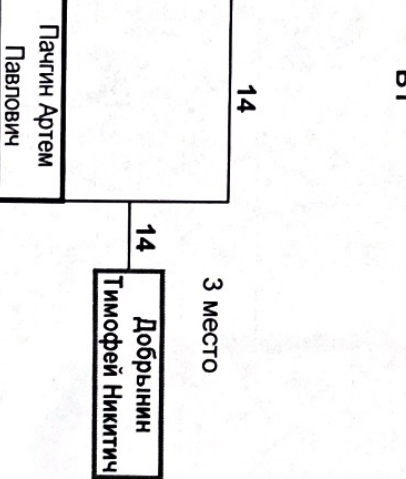 14
3 место
14
Добрынин
Тимофей Никитич
Пачгин Артем
Павлович